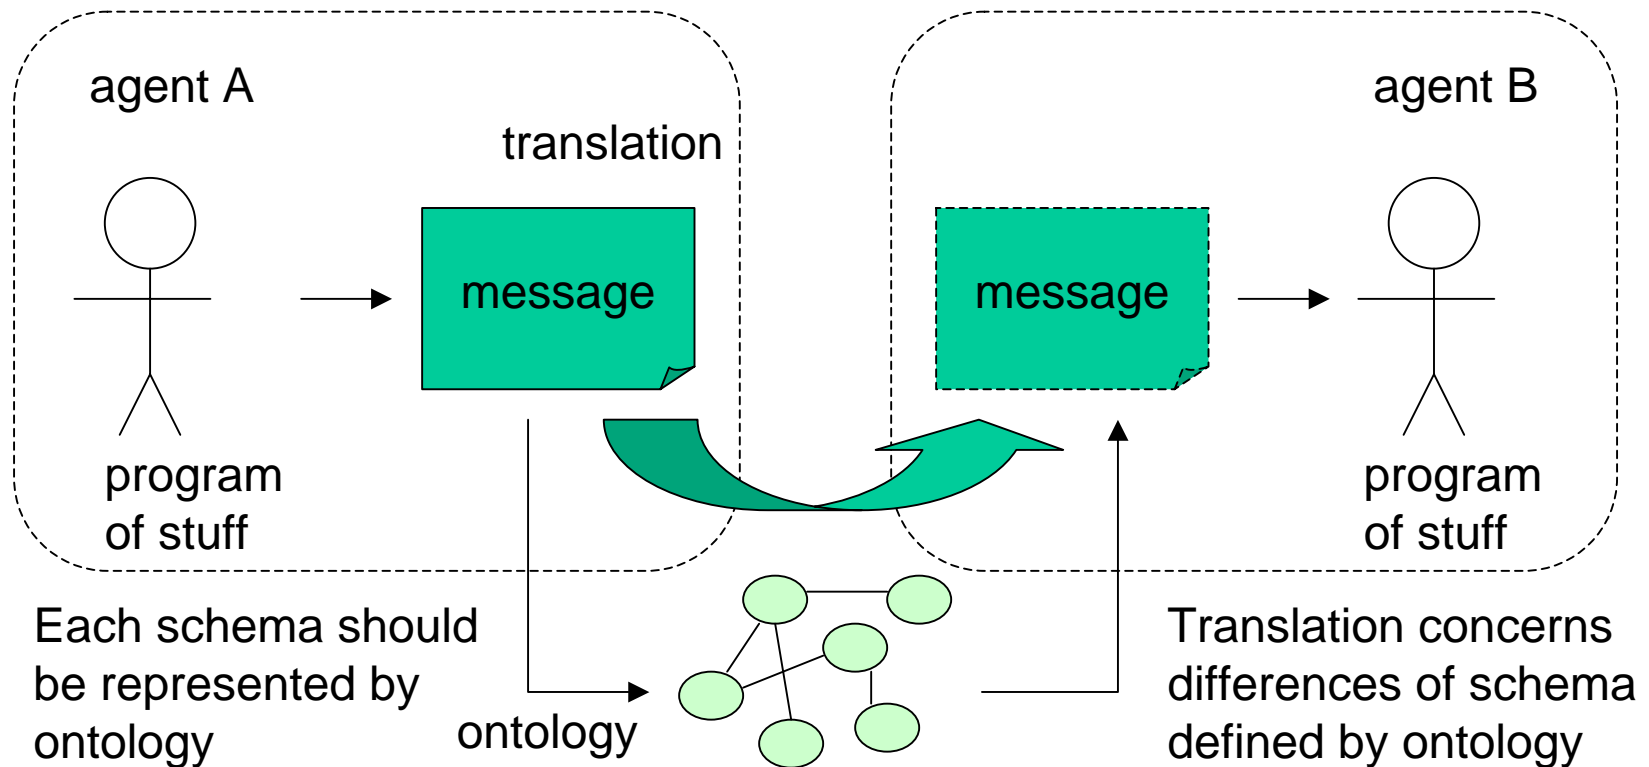 agent A
agent B
translation
message
message
program
of stuff
program
of stuff
Each schema should
be represented by
ontology
ontology
Translation concerns
differences of schema
defined by ontology